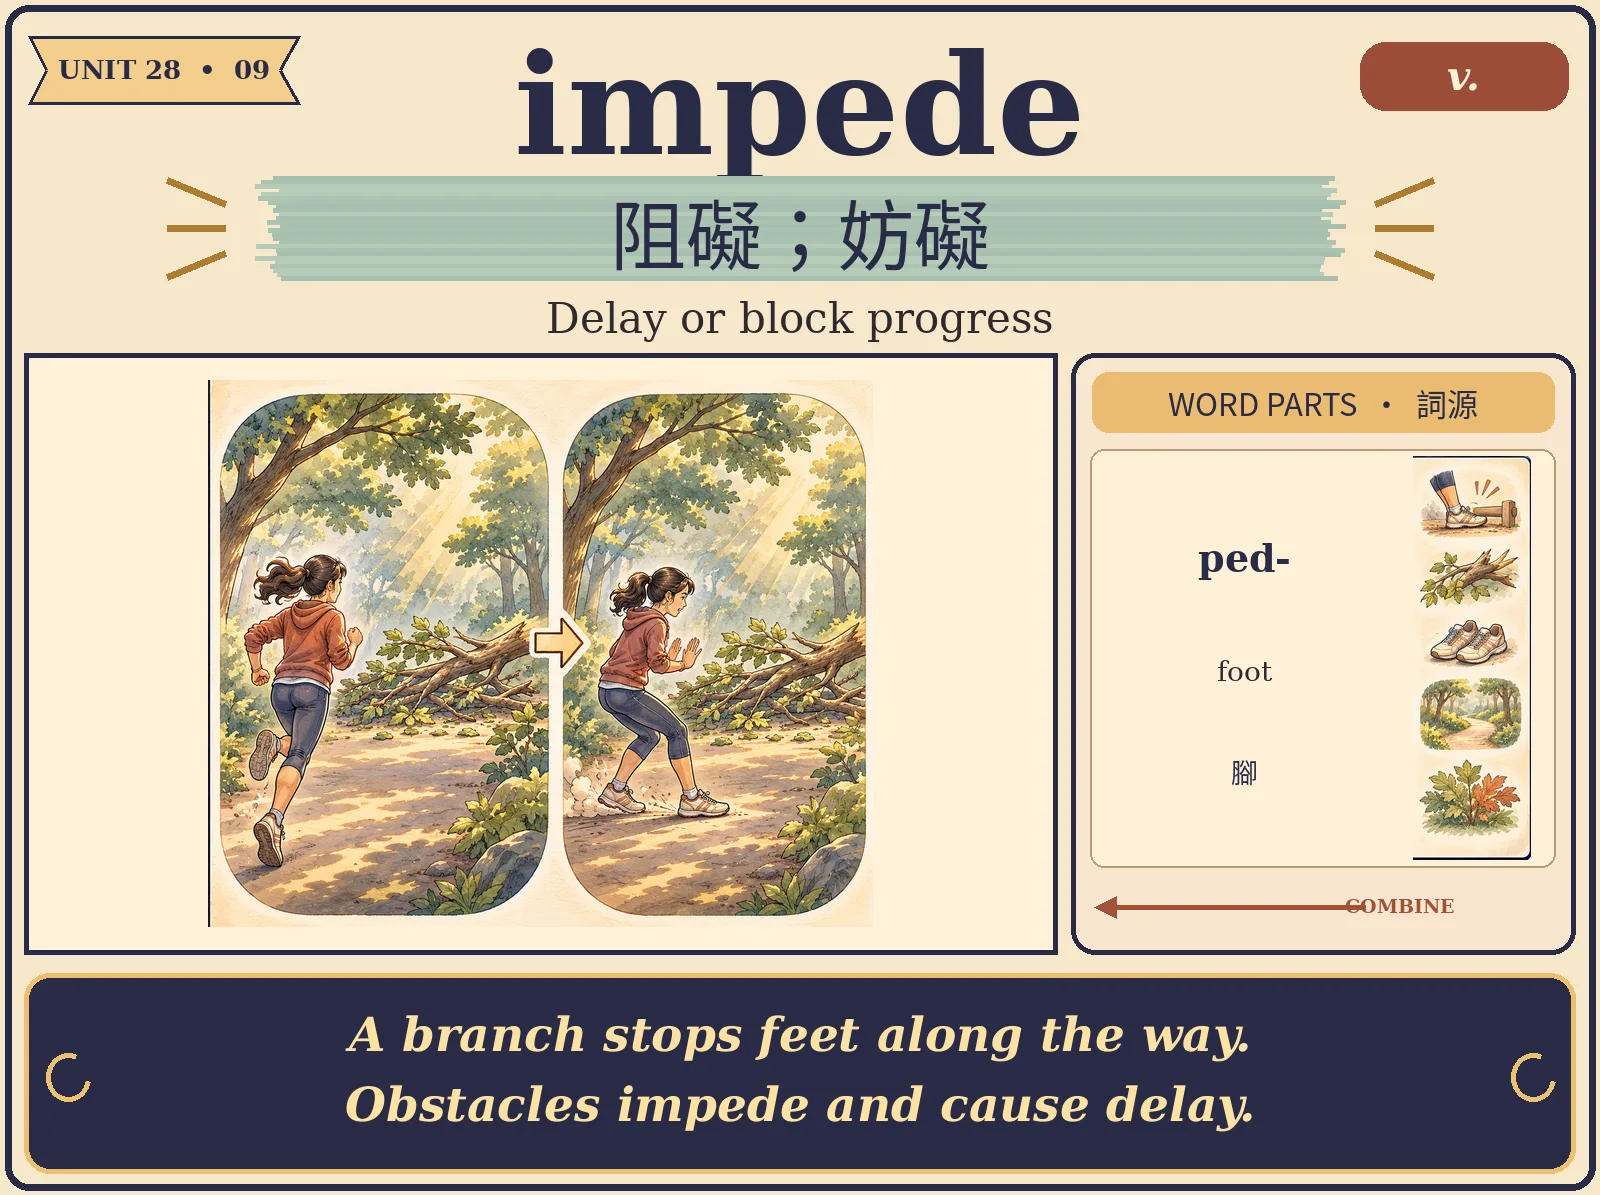 UNIT 28 • 09
impede
v.
阻礙；妨礙
Delay or block progress
WORD PARTS • 詞源
ped-
foot
腳
COMBINE
A branch stops feet along the way.
Obstacles impede and cause delay.